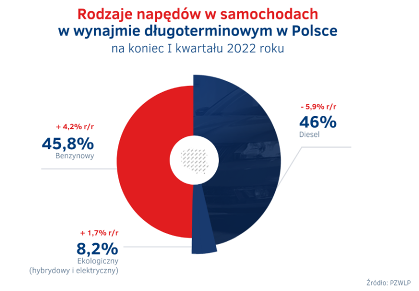 Rodzaje napędów w samochodach
w wynajmie długoterminowym w Polsce
na koniec I kwartału 2022 roku
- 5,9% r/r
46%
Diesel
+ 4,2% r/r
45,8%
Benzynowy
+ 1,7% r/r
8,2%
Ekologiczny
(hybrydowy i elektryczny)
Źródło: PZWLP